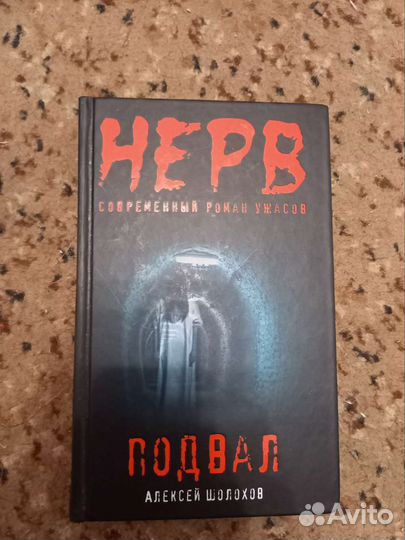 НЕРВ
СОВРЕМЕННЫЙ РОМАН УЖАСОВ
ПОДВАЛ
АЛЕКСЕЙ ШОЛОХОВ
Avito